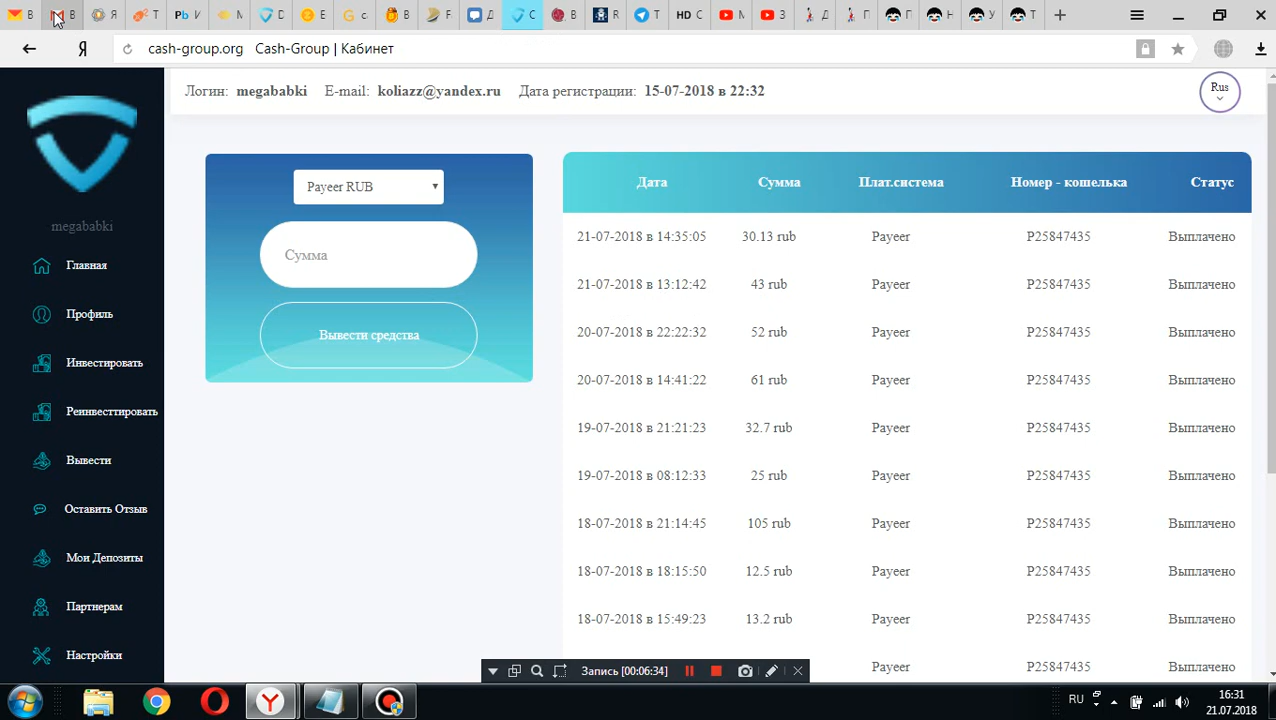 В В Я Т Pb И М Д Е G с В F Д С В R Т HD С М Д П Н У Т
Я cash-group.org Cash-Group | Кабинет
Логин: megababki E-mail: koliazz@yandex.ru Дата регистрации: 15-07-2018 в 22:32
Rus
megababki
Главная
Профиль
Инвестировать
Реинвесттировать
Вывести
Оставить Отзыв
Мои Депозиты
Партнерам
Настройки
Payeer RUB
Сумма
Вывести средства
Дата Сумма Плат.система Номер - кошелька Статус
21-07-2018 в 14:35:05 30.13 rub Payeer P25847435 Выплачено
21-07-2018 в 13:12:42 43 rub Payeer P25847435 Выплачено
20-07-2018 в 22:22:32 52 rub Payeer P25847435 Выплачено
20-07-2018 в 14:41:22 61 rub Payeer P25847435 Выплачено
19-07-2018 в 21:21:23 32.7 rub Payeer P25847435 Выплачено
19-07-2018 в 08:12:33 25 rub Payeer P25847435 Выплачено
18-07-2018 в 21:14:45 105 rub Payeer P25847435 Выплачено
18-07-2018 в 18:15:50 12.5 rub Payeer P25847435 Выплачено
18-07-2018 в 15:49:23 13.2 rub Payeer P25847435 Выплачено
Payeer P25847435 Выплачено
Запись [00:06:34]
RU 16:31
21.07.2018